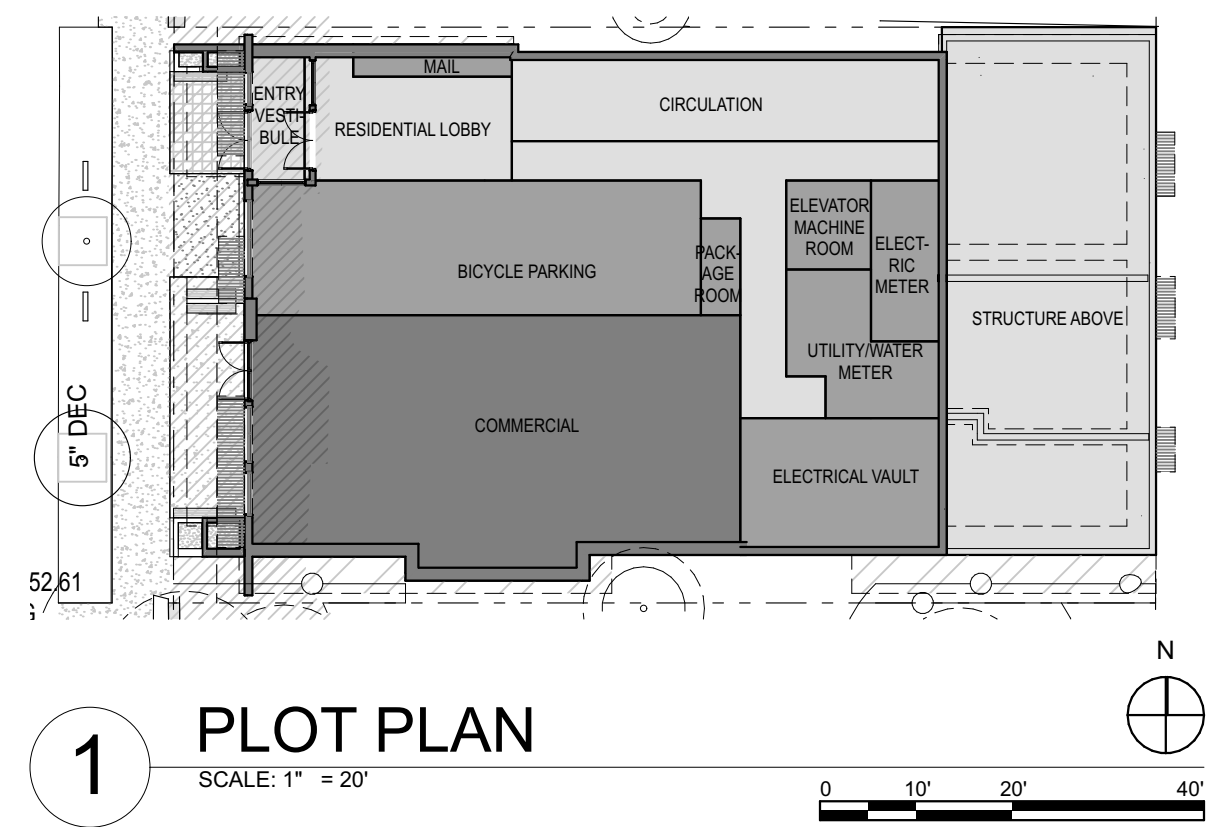 MAIL
ENTRY
VESTI-
BULE
RESIDENTIAL LOBBY
CIRCULATION
BICYCLE PARKING
PACK-
AGE
ROOM
ELEVATOR
MACHINE
ROOM
ELECT-
RIC
METER
STRUCTURE ABOVE
UTILITY/WATER
METER
COMMERCIAL
ELECTRICAL VAULT
5" DEC
52.61
N
1
PLOT PLAN
SCALE: 1" = 20'
0 10' 20' 40'